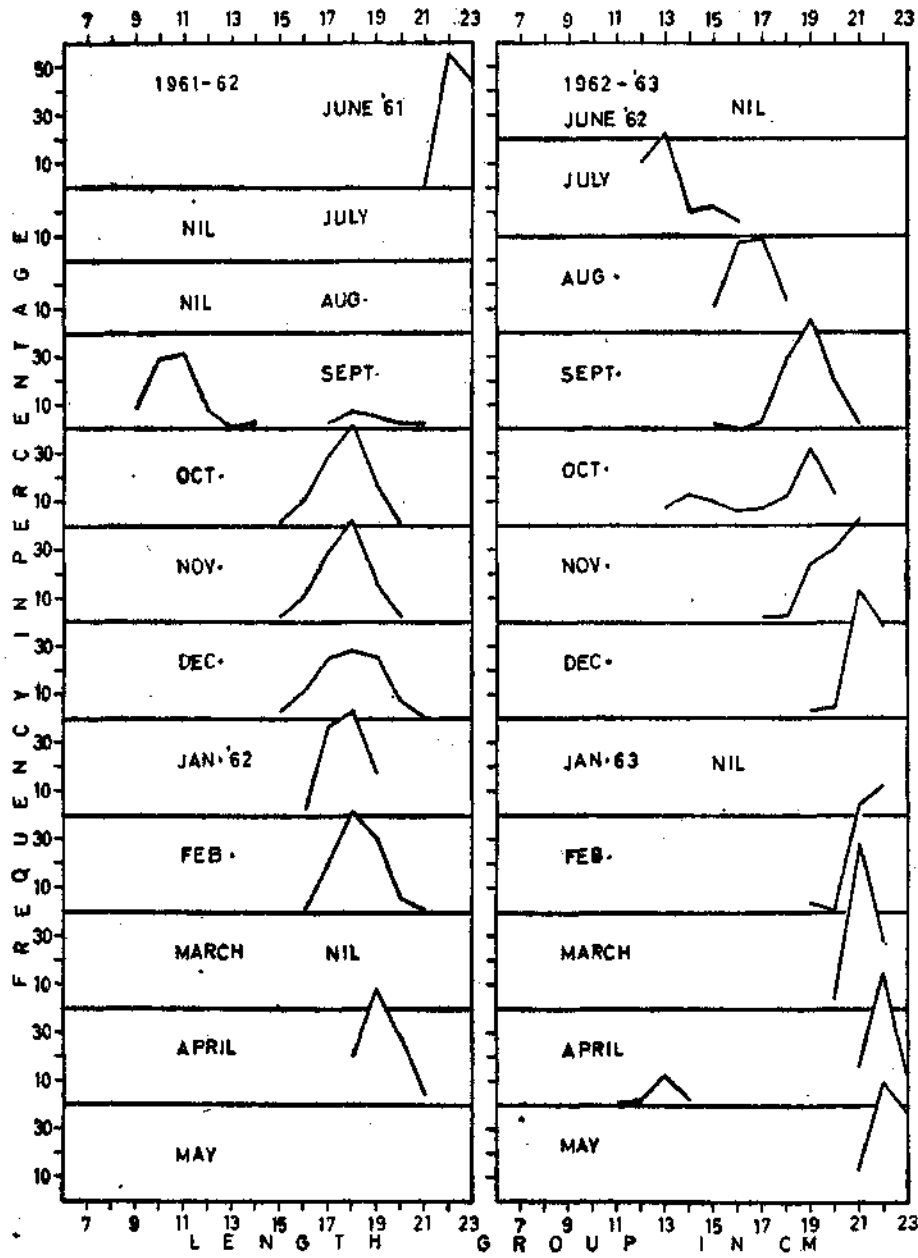 7 9 11 13 15 17 19 21 23
7 9 11 13 15 17 19 21 23
FREQUENCY IN PERCENTAGE
1961-62
JUNE '61
50
30
10
NIL JULY
10
NIL AUG.
10
SEPT.
30
10
OCT.
30
10
NOV.
30
10
DEC.
30
10
JAN. '62
30
10
FEB.
30
10
MARCH NIL
30
10
APRIL
30
10
MAY
30
10
1962-'63
JUNE '62 NIL
JULY
AUG.
SEPT.
OCT.
NOV.
DEC.
JAN. 63 NIL
FEB.
MARCH
APRIL
MAY
7 9 11 13 15 17 19 21 23
7 9 11 13 15 17 19 21 23
LENGTH GROUP IN CM